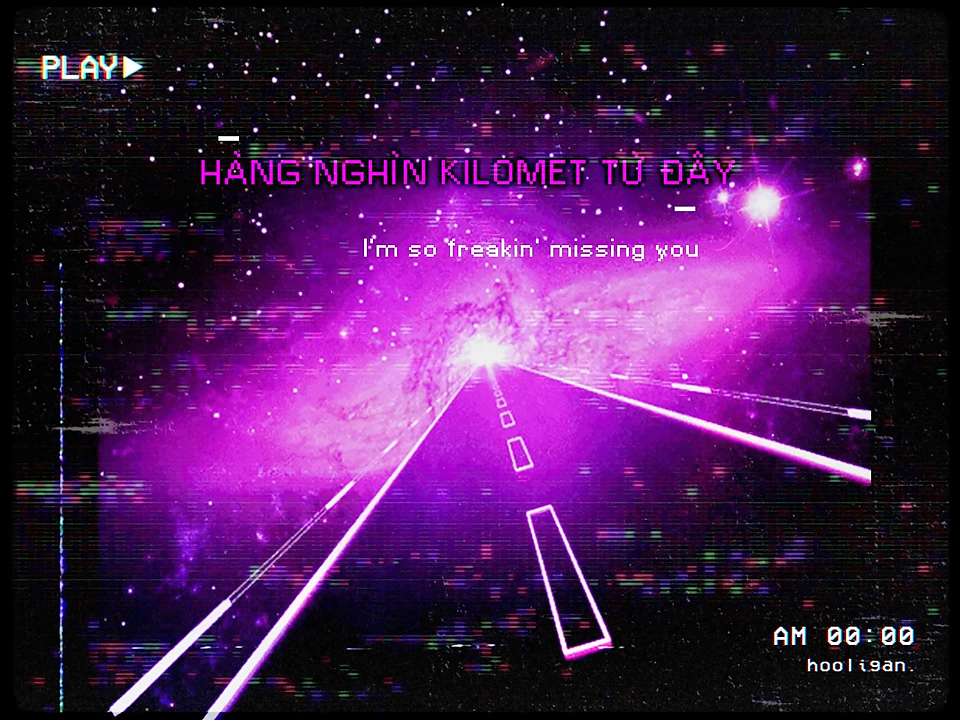 PLAY
HÀNG NGHÌN KILOMET TỪ ĐÂY
I'm so freakin' missing you
AM 00:00
hooligan.